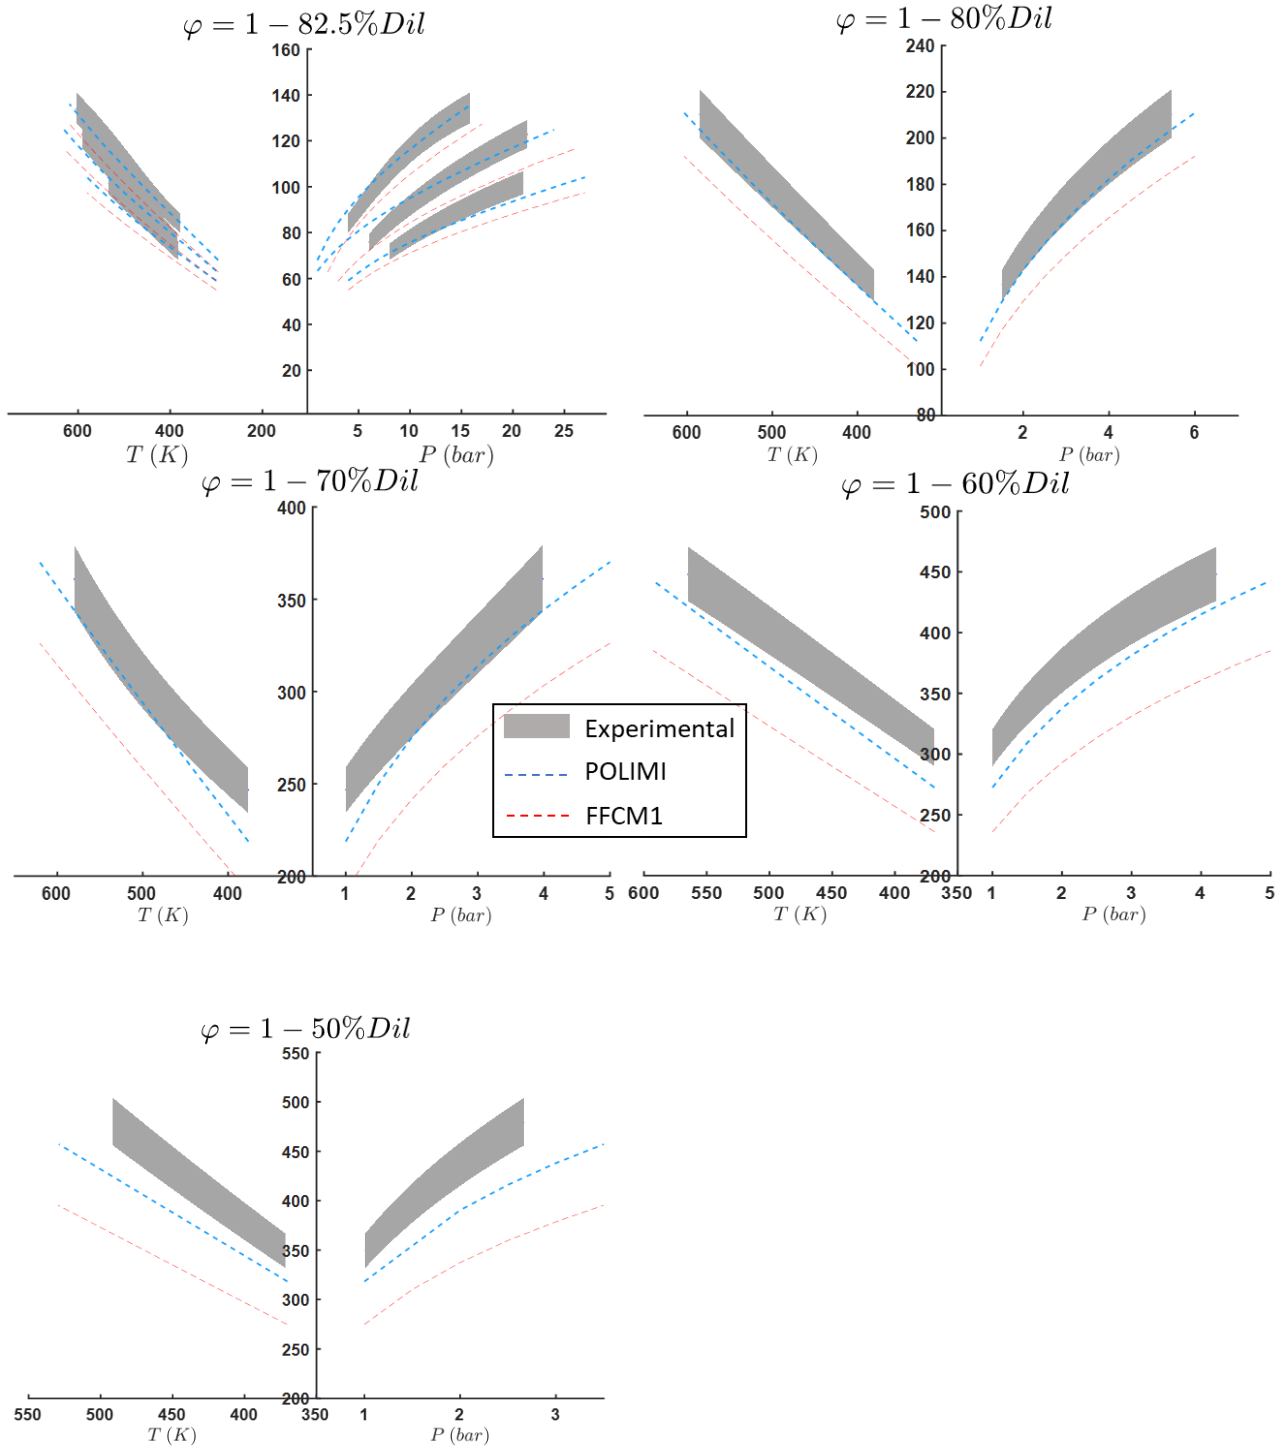 φ = 1 − 82.5%Dil
160
140
120
100
80
60
40
20
600 400 200
5 10 15 20 25
T (K)
P (bar)
φ = 1 − 80%Dil
240
220
200
180
160
140
120
100
80
600 500 400
2 4 6
T (K)
P (bar)
φ = 1 − 70%Dil
400
350
300
250
200
600 500 400
1 2 3 4 5
T (K)
P (bar)
φ = 1 − 60%Dil
500
450
400
350
300
250
200
600 550 500 450 400 350
1 2 3 4 5
T (K)
P (bar)
Experimental
POLIMI
FFCM1
φ = 1 − 50%Dil
550
500
450
400
350
300
250
200
550 500 450 400 350
1 2 3
T (K)
P (bar)